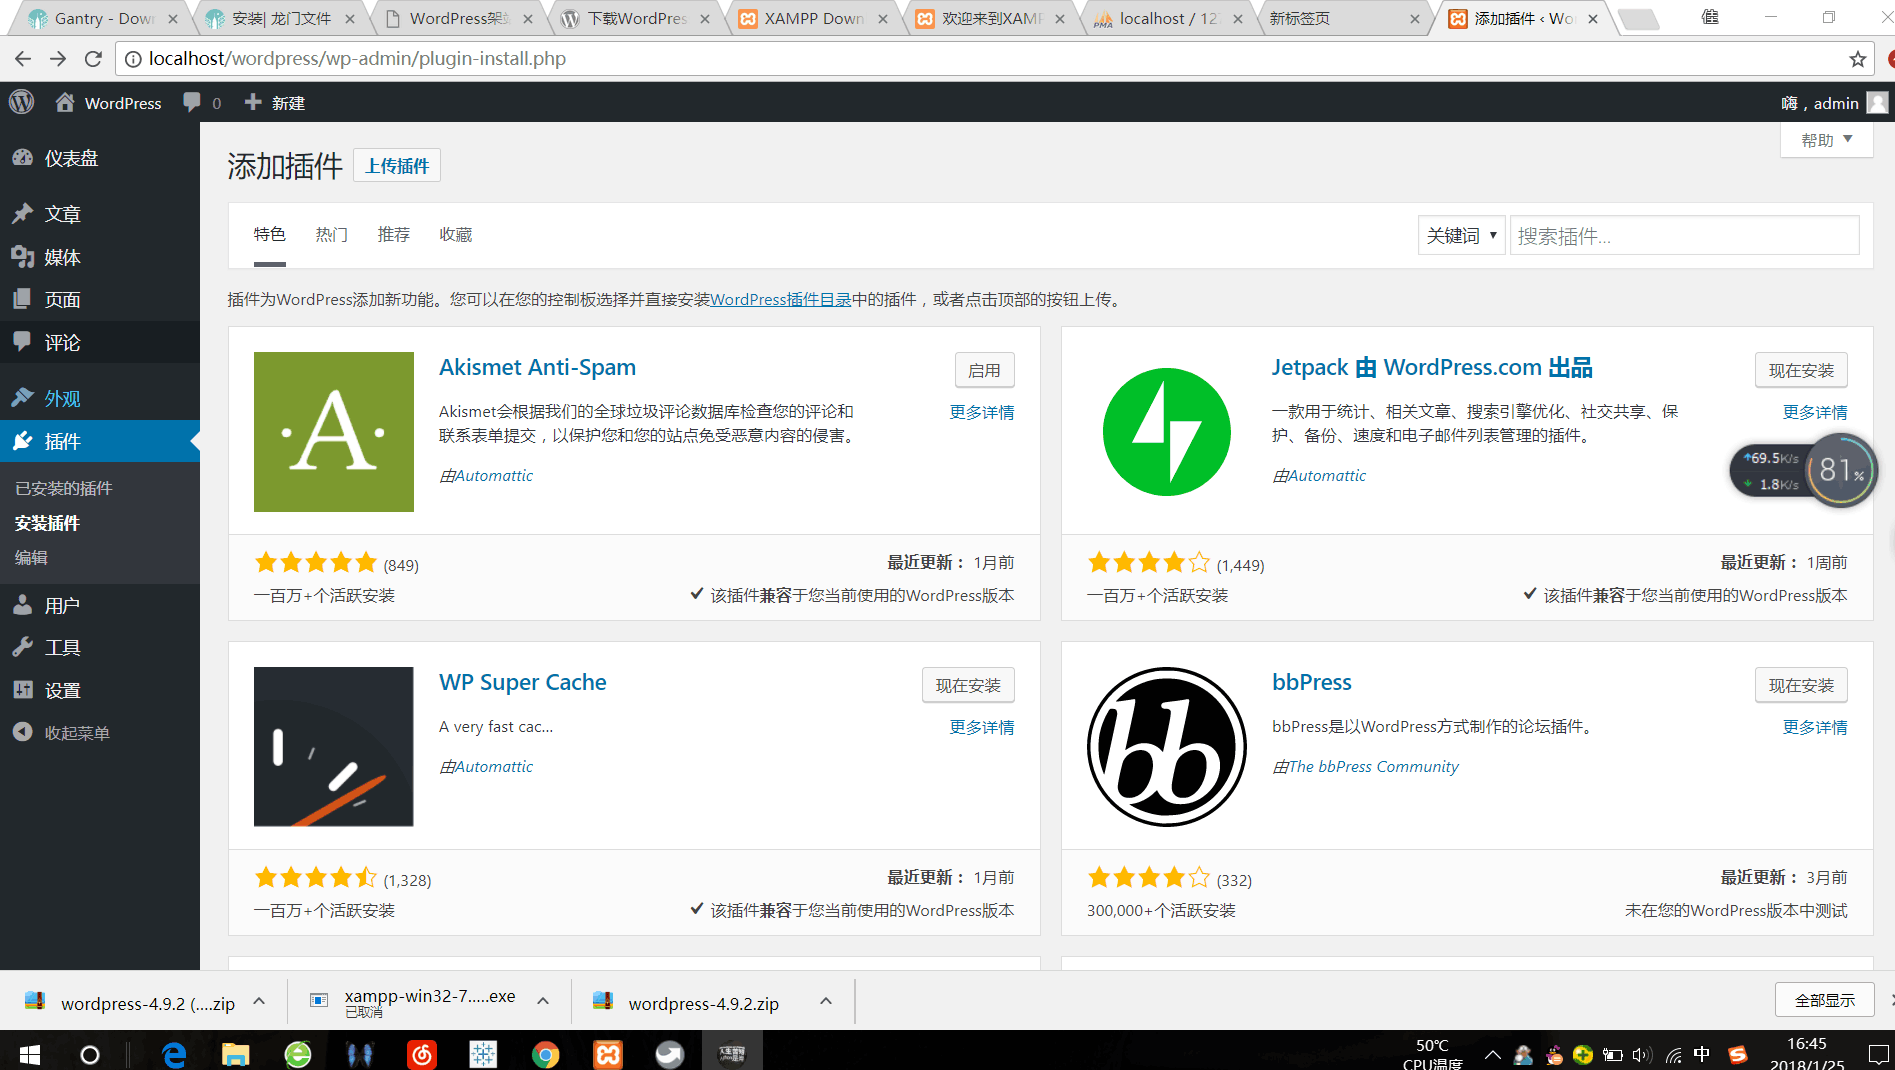 Gantry - Dow
安装| 龙门文件
WordPress架
下载WordPres
XAMPP Down
欢迎来到XAMP
localhost / 12
新标签页
添加插件 ‹ Wo
localhost/wordpress/wp-admin/plugin-install.php
WordPress
0
新建
嗨，admin
帮助
仪表盘
文章
媒体
页面
评论
外观
插件
已安装的插件
安装插件
编辑
用户
工具
设置
收起菜单
添加插件
上传插件
特色
热门
推荐
收藏
关键词
搜索插件...
插件为WordPress添加新功能。您可以在您的控制板选择并直接安装WordPress插件目录中的插件，或者点击顶部的按钮上传。
Akismet Anti-Spam
启用
更多详情
Akismet会根据我们的全球垃圾评论数据库检查您的评论和
联系表单提交，以保护您和您的站点免受恶意内容的侵害。
由Automattic
(849)
最近更新： 1月前
一百万+个活跃安装
该插件兼容于您当前使用的WordPress版本
Jetpack 由 WordPress.com 出品
现在安装
更多详情
一款用于统计、相关文章、搜索引擎优化、社交共享、保
护、备份、速度和电子邮件列表管理的插件。
由Automattic
69.5K/s
1.8K/s
81%
(1,449)
最近更新： 1周前
一百万+个活跃安装
该插件兼容于您当前使用的WordPress版本
WP Super Cache
现在安装
更多详情
A very fast cac...
由Automattic
(1,328)
最近更新： 1月前
一百万+个活跃安装
该插件兼容于您当前使用的WordPress版本
bbPress
现在安装
更多详情
bbPress是以WordPress方式制作的论坛插件。
由The bbPress Community
(332)
最近更新： 3月前
300,000+个活跃安装
未在您的WordPress版本中测试
wordpress-4.9.2 (....zip
xampp-win32-7.....exe
已取消
wordpress-4.9.2.zip
全部显示
50℃
CPU温度
中
16:45
2018/1/25